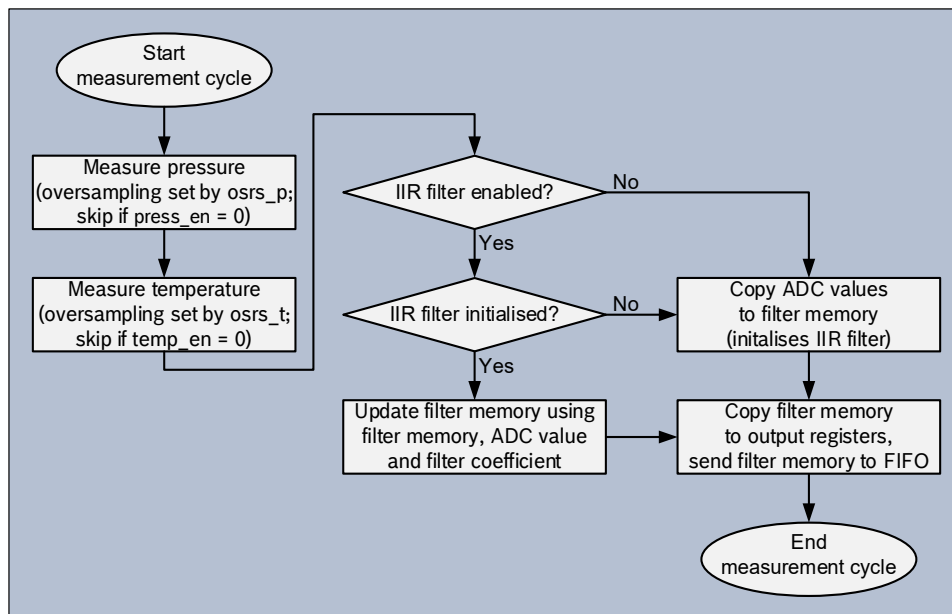 Start
measurement cycle
Measure pressure
(oversampling set by osrs_p;
skip if press_en = 0)
Measure temperature
(oversampling set by osrs_t;
skip if temp_en = 0)
IIR filter enabled?
No
Yes
IIR filter initialised?
No
Yes
Copy ADC values
to filter memory
(initalises IIR filter)
Update filter memory using
filter memory, ADC value
and filter coefficient
Copy filter memory
to output registers,
send filter memory to FIFO
End
measurement cycle